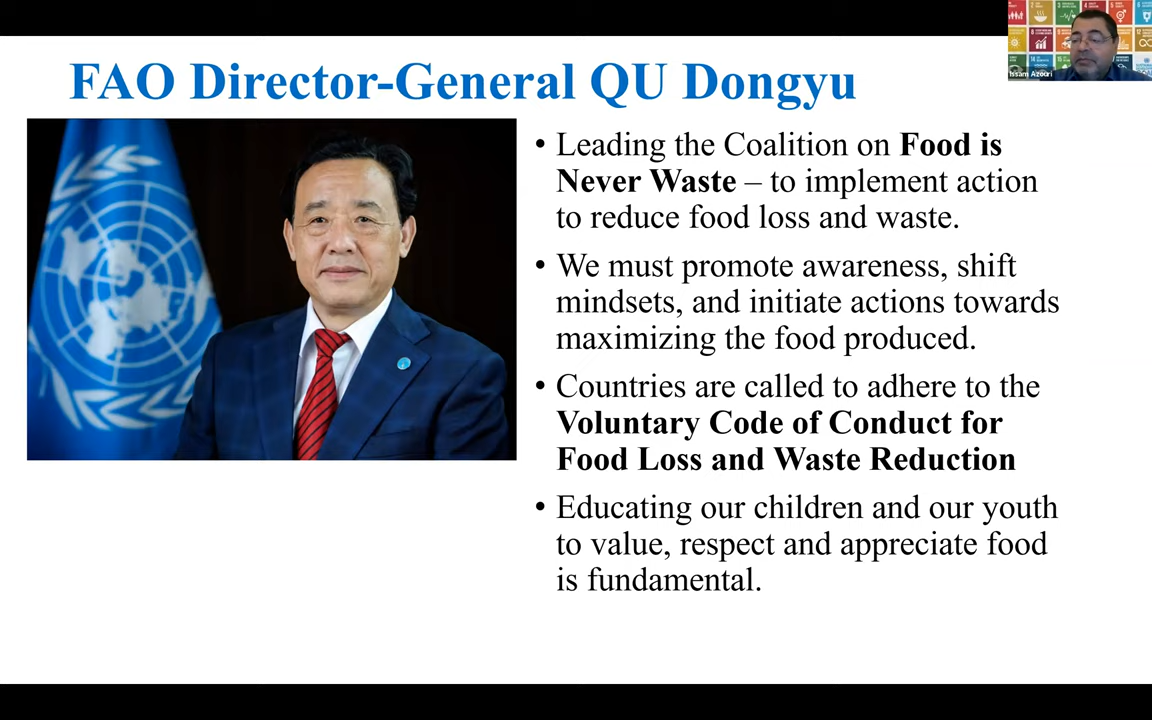 FAO Director-General QU Dongyu
Issam Azouri
• Leading the Coalition on Food is
Never Waste – to implement action
to reduce food loss and waste.
• We must promote awareness, shift
mindsets, and initiate actions towards
maximizing the food produced.
• Countries are called to adhere to the
Voluntary Code of Conduct for
Food Loss and Waste Reduction
• Educating our children and our youth
to value, respect and appreciate food
is fundamental.